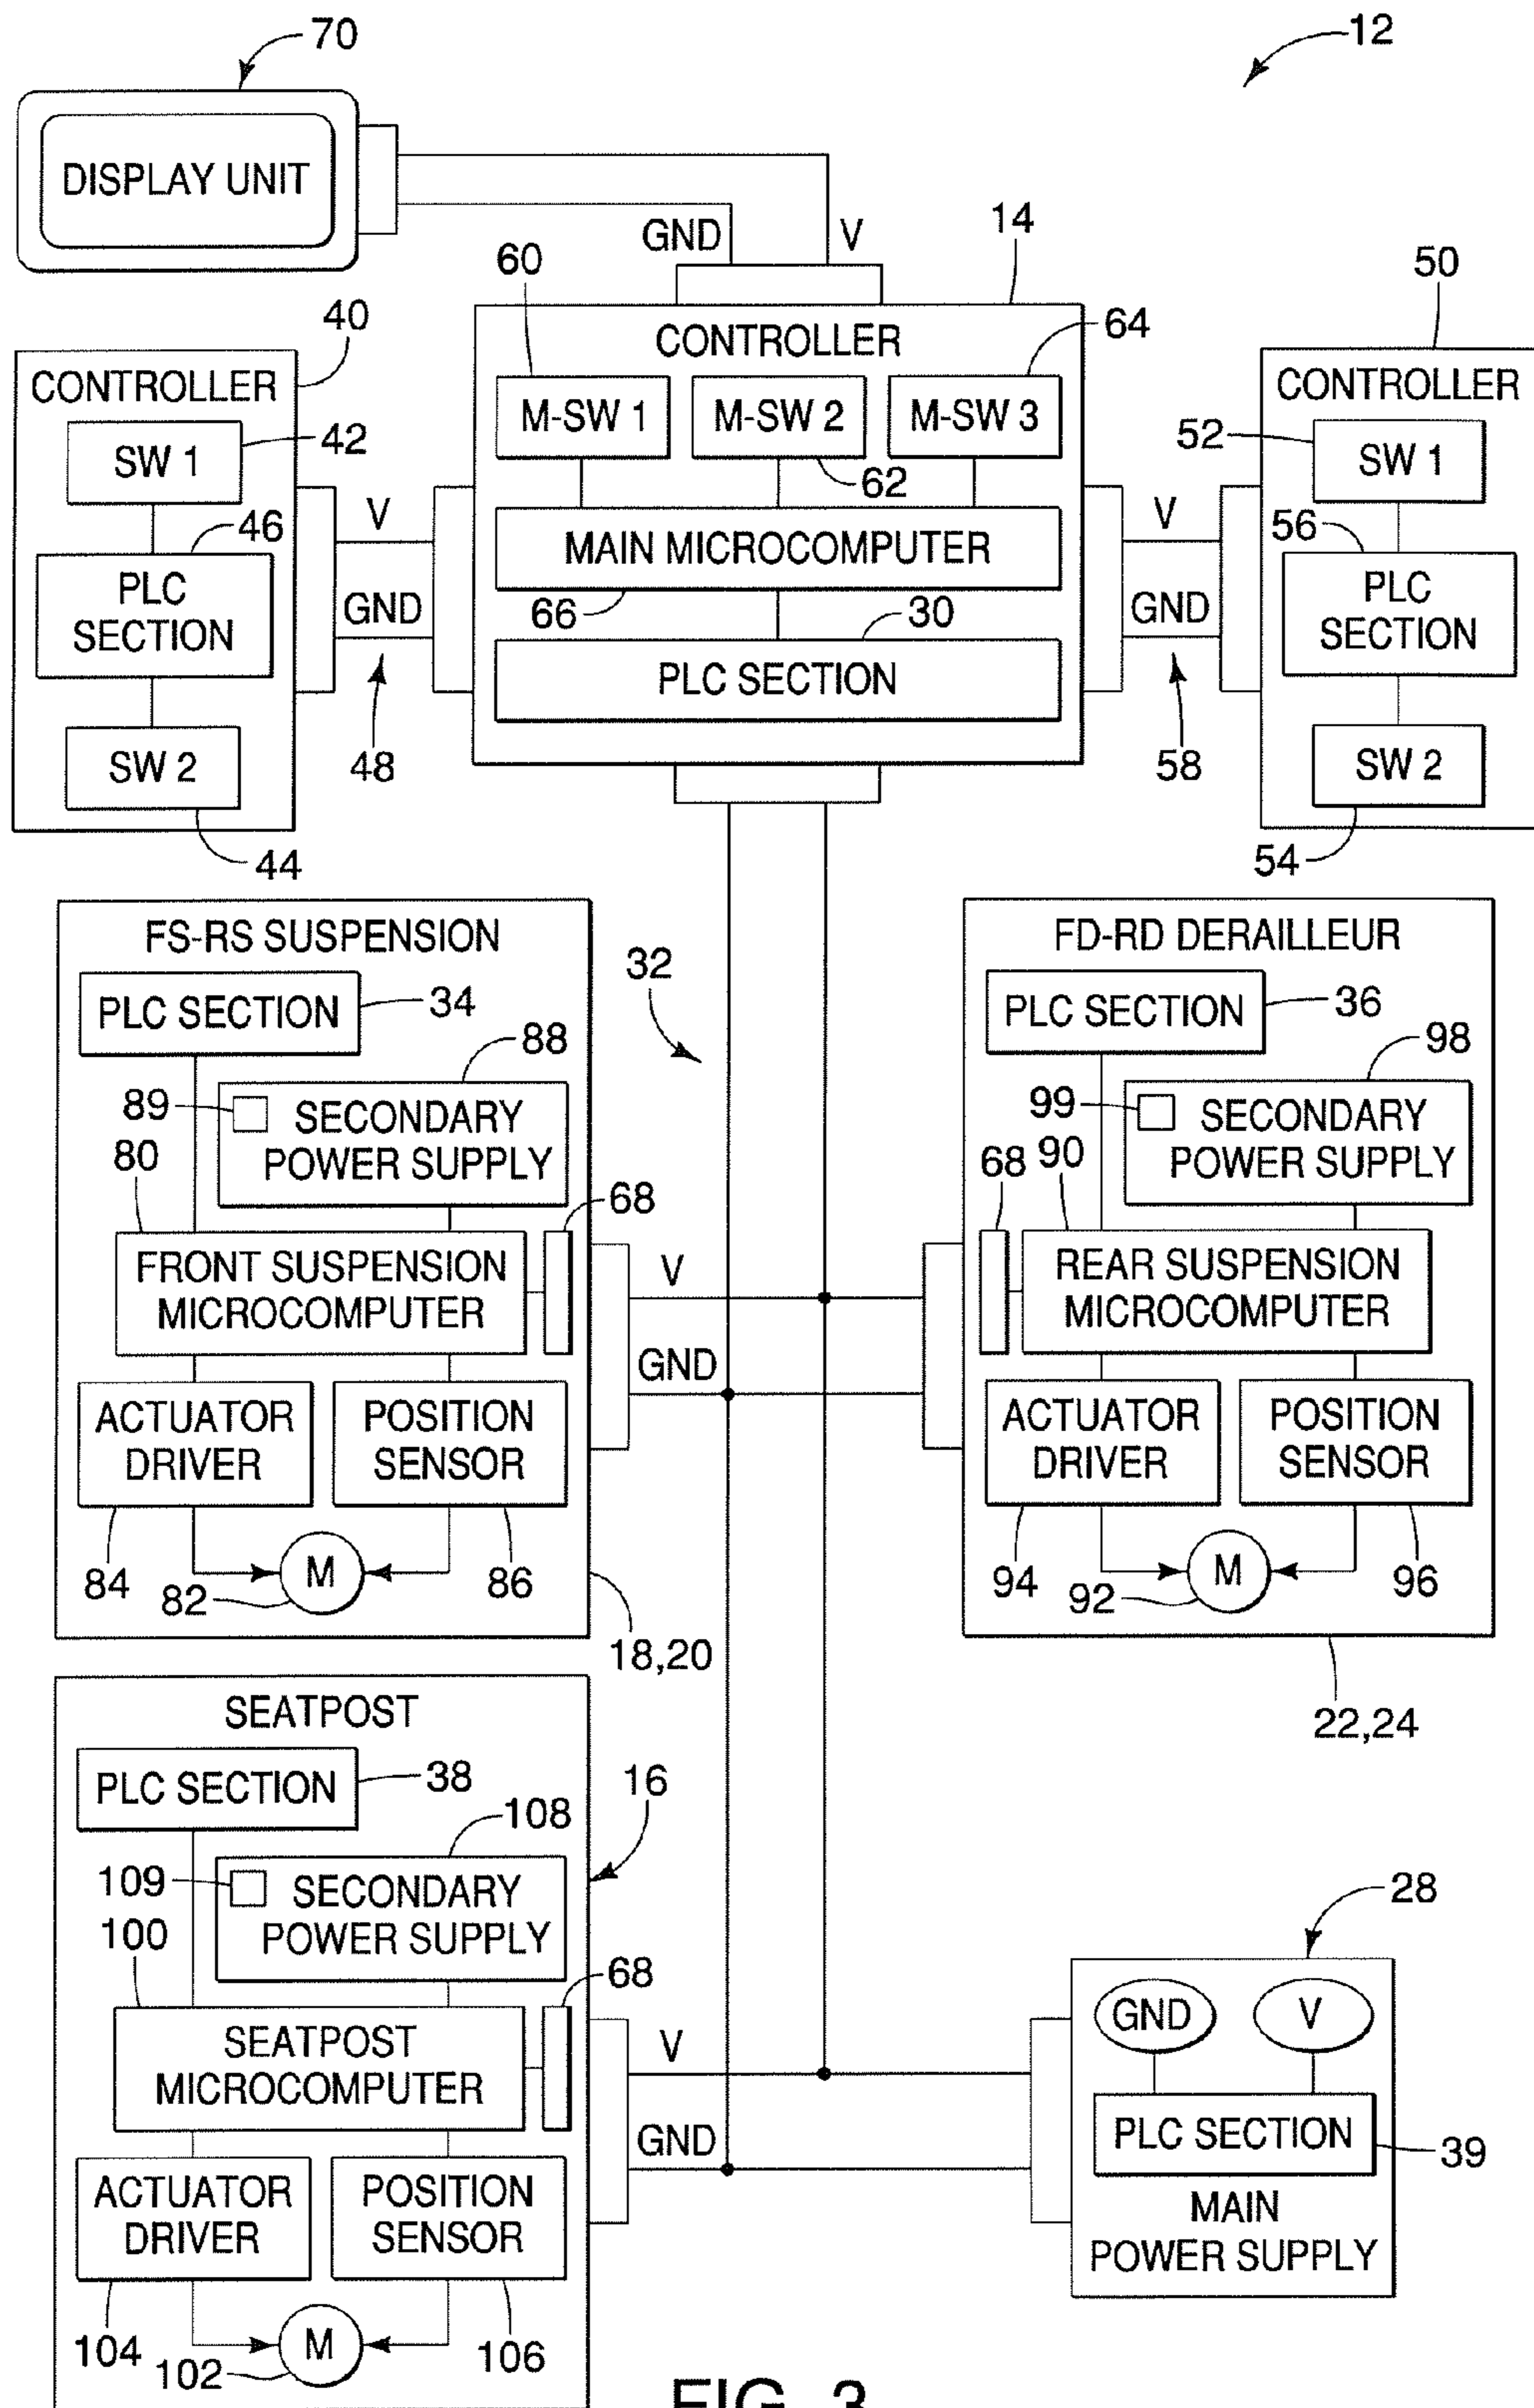 70
12
DISPLAY UNIT
GND
V
14
60
50
40
CONTROLLER
64
CONTROLLER
CONTROLLER
M-SW 1
M-SW 2
M-SW 3
52
SW 1
42
SW 1
62
46
V
V
56
PLC
SECTION
MAIN MICROCOMPUTER
PLC
SECTION
GND
66
30
GND
PLC SECTION
SW 2
48
58
SW 2
44
54
FS-RS SUSPENSION
FD-RD DERAILLEUR
32
PLC SECTION
34
PLC SECTION
36
88
98
89
SECONDARY
POWER SUPPLY
99
SECONDARY
POWER SUPPLY
80
68
68
90
FRONT SUSPENSION
MICROCOMPUTER
V
REAR SUSPENSION
MICROCOMPUTER
GND
ACTUATOR
DRIVER
POSITION
SENSOR
ACTUATOR
DRIVER
POSITION
SENSOR
M
M
84
82
86
94
92
96
18,20
22,24
SEATPOST
PLC SECTION
38
16
108
109
SECONDARY
POWER SUPPLY
28
100
68
GND
V
SEATPOST
MICROCOMPUTER
V
GND
PLC SECTION
39
ACTUATOR
DRIVER
POSITION
SENSOR
MAIN
POWER SUPPLY
M
104
102
106
FIG. 3